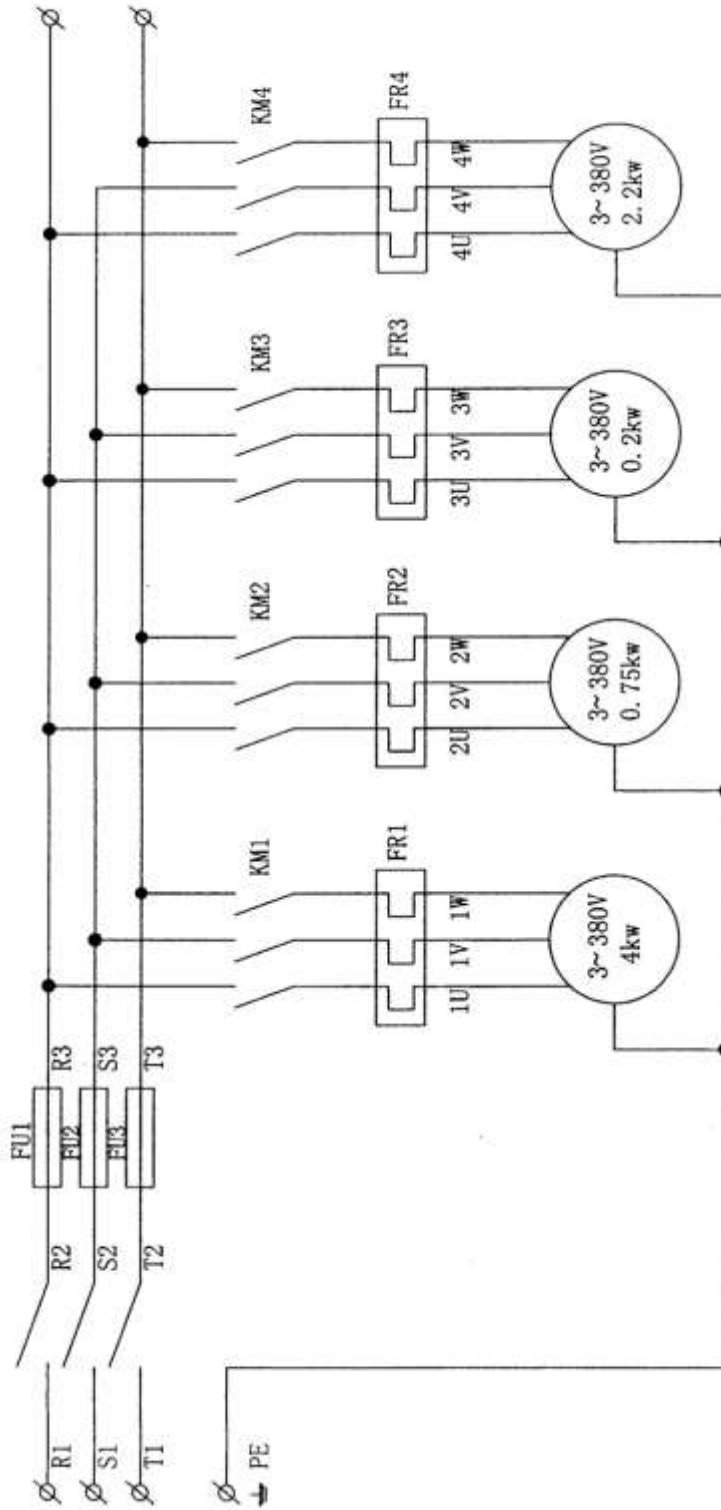 R1
S1
T1
PE
R2
S2
T2
FU1
FU2
FU3
R3
S3
T3
KM1
KM2
KM3
KM4
FR1
FR2
FR3
FR4
1U
1V
1W
2U
2V
2W
3U
3V
3W
4U
4V
4W
3~380V
4kw
3~380V
0.75kw
3~380V
0.2kw
3~380V
2.2kw